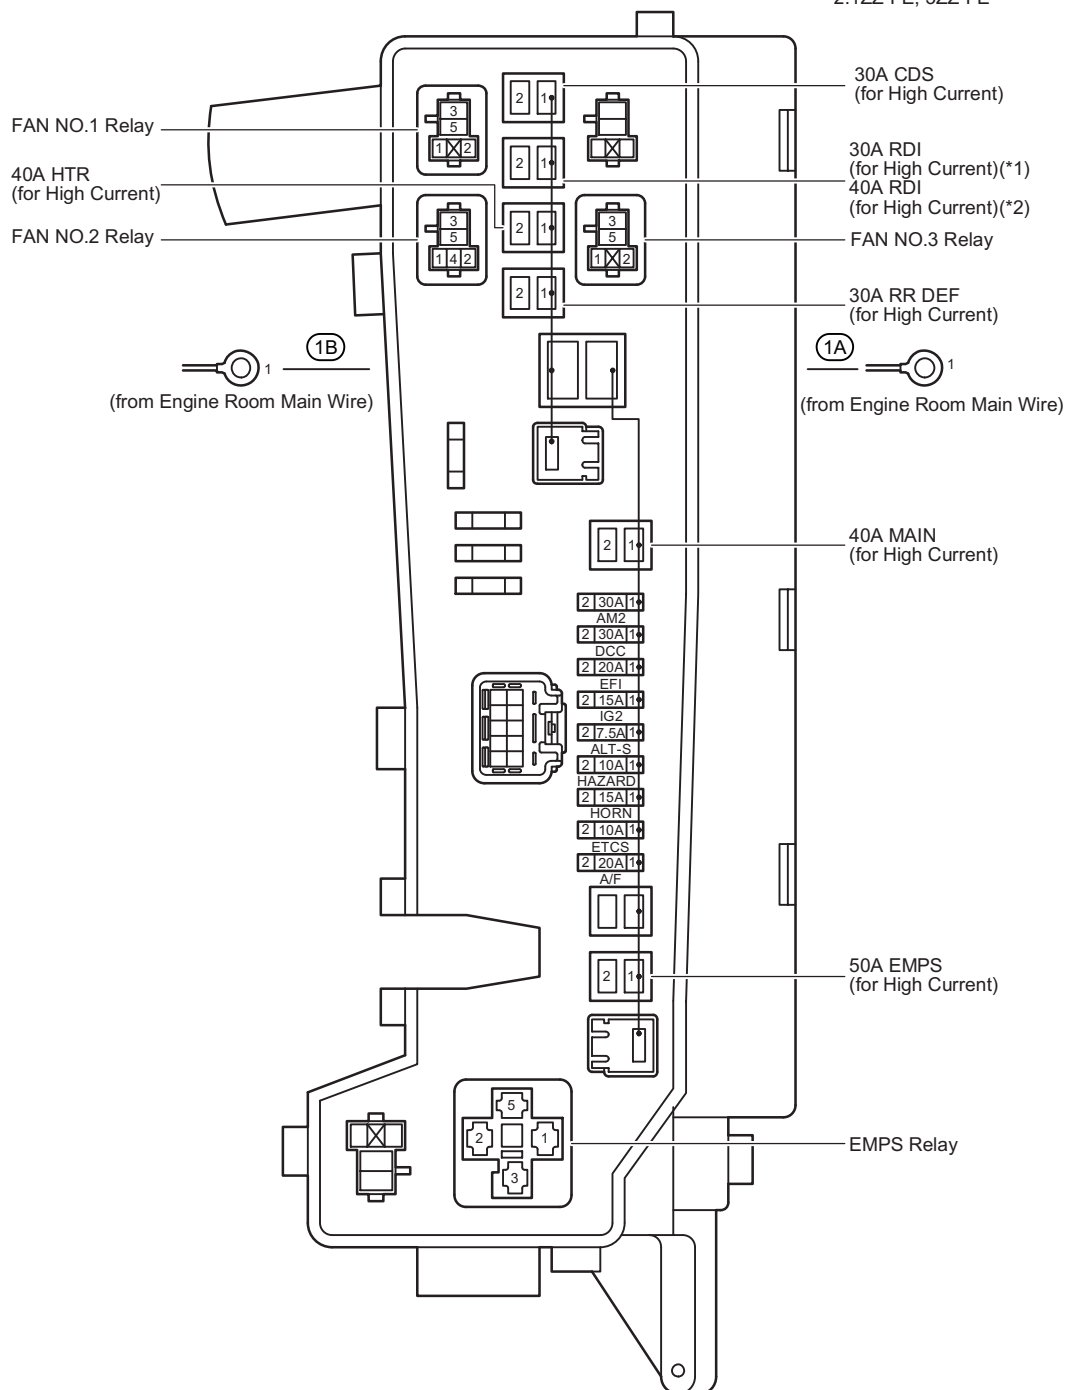 30A CDS
(for High Current)
FAN NO.1 Relay
40A HTR
(for High Current)
FAN NO.2 Relay
30A RDI
(for High Current)(*1)
40A RDI
(for High Current)(*2)
FAN NO.3 Relay
30A RR DEF
(for High Current)
3
5
1 2
2 1
2 1
2 1
2 1
3
5
1 4 2
3
5
1 2
1B
1
(from Engine Room Main Wire)
1A
1
(from Engine Room Main Wire)
2 1
40A MAIN
(for High Current)
2 30A 1
AM2
2 30A 1
DCC
2 20A 1
EFI
2 15A 1
IG2
2 7.5A 1
ALT-S
2 10A 1
HAZARD
2 15A 1
HORN
2 10A 1
ETCS
2 20A 1
A/F
2 1
50A EMPS
(for High Current)
5
2 1
3
EMPS Relay